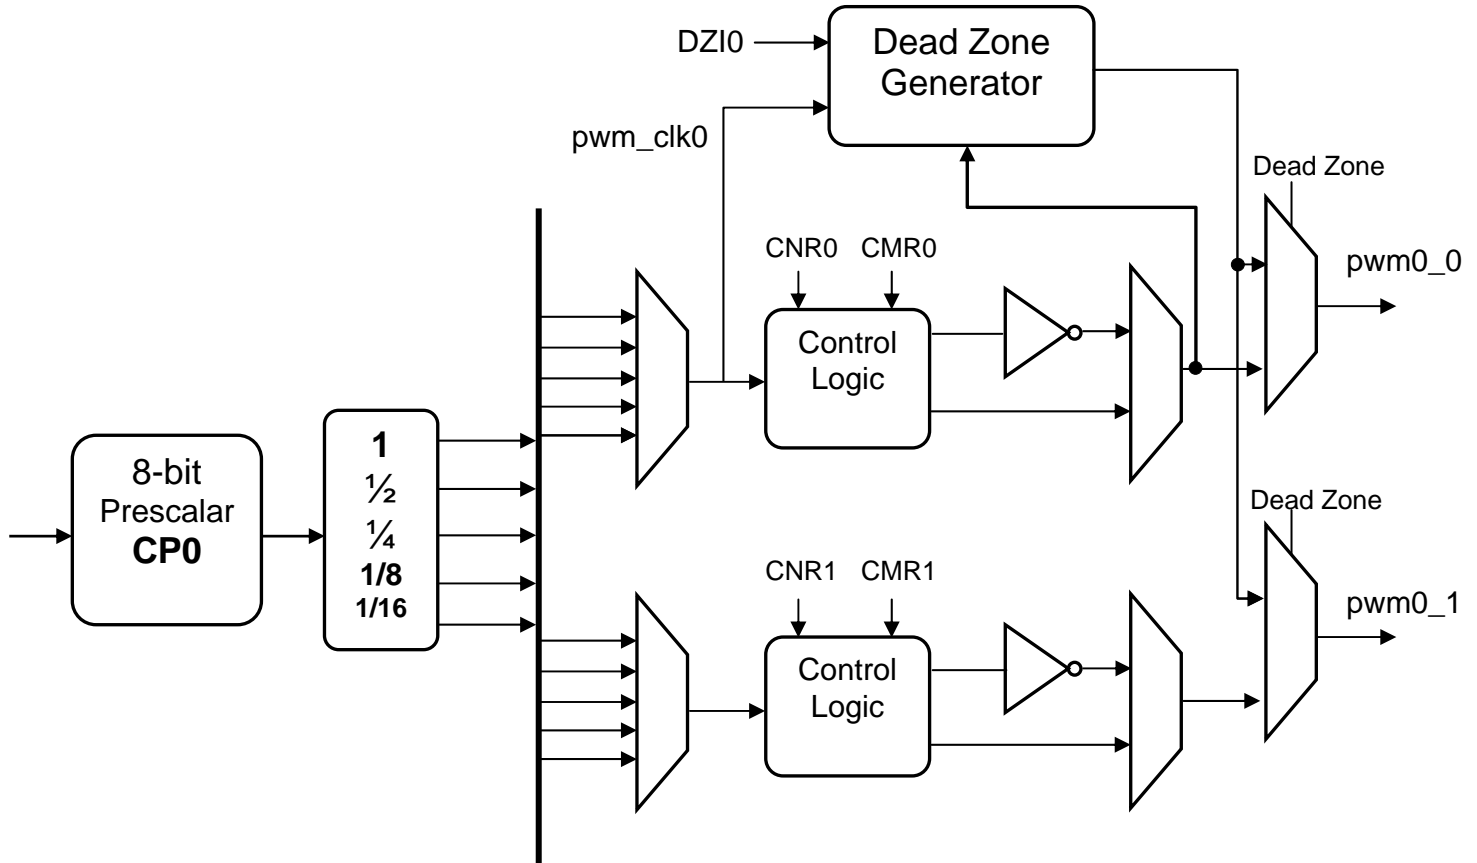 DZI0
Dead Zone
Generator
pwm_clk0
Dead Zone
CNR0
CMR0
pwm0_0
Control
Logic
8-bit
Prescalar
CP0
1
½
¼
1/8
1/16
Dead Zone
CNR1
CMR1
pwm0_1
Control
Logic